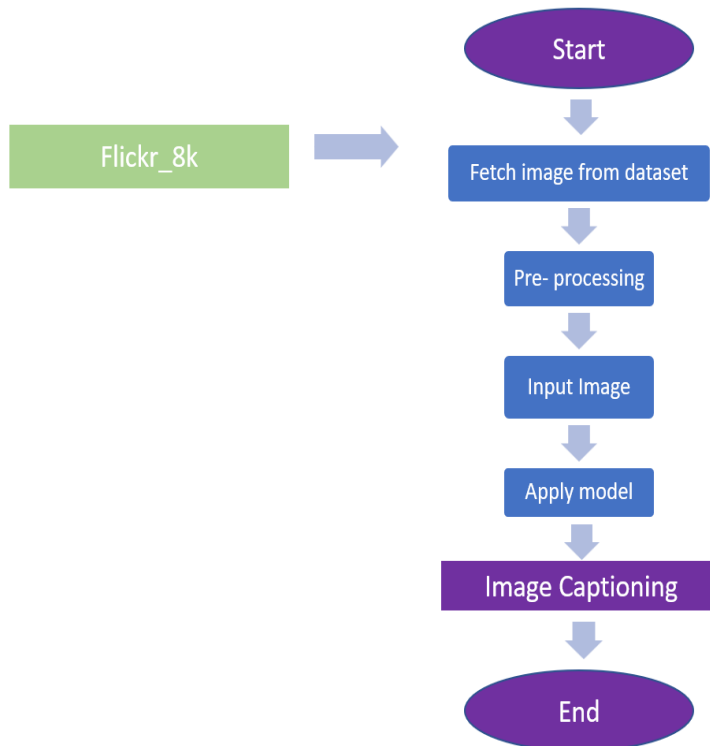 Start
Flickr_8k
Fetch image from dataset
Pre- processing
Input Image
Apply model
Image Captioning
End